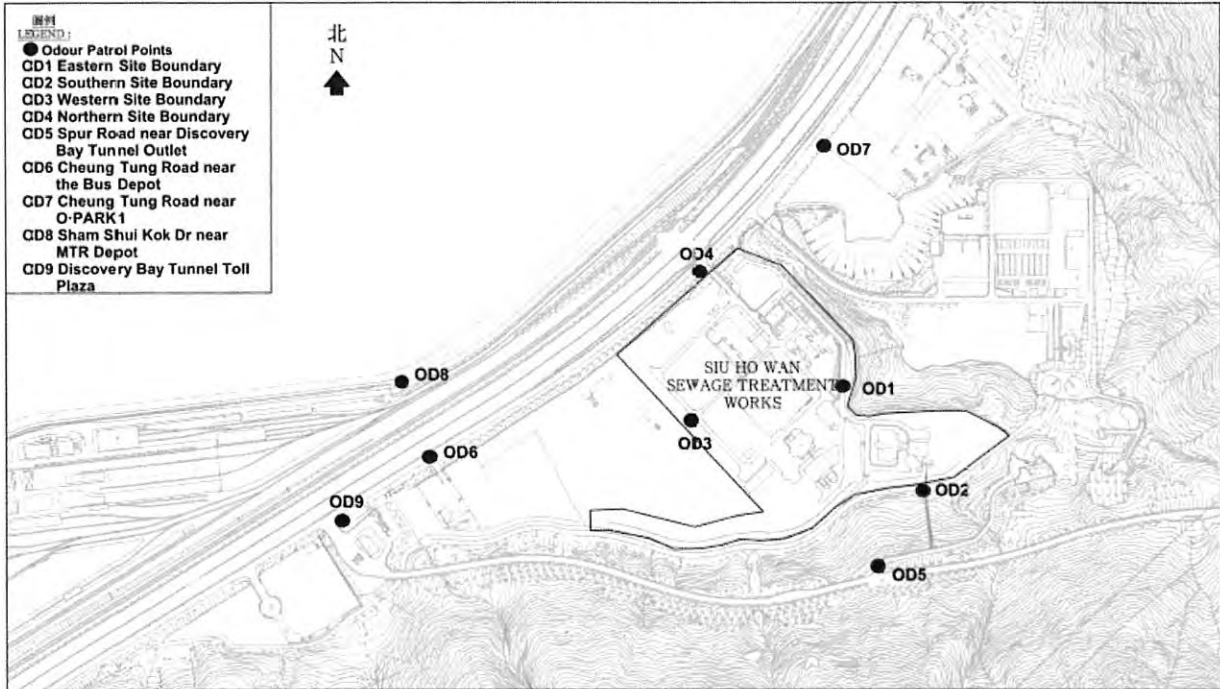 圖例
LEGEND :
Odour Patrol Points
OD1 Eastern Site Boundary
OD2 Southern Site Boundary
OD3 Western Site Boundary
OD4 Northern Site Boundary
OD5 Spur Road near Discovery
Bay Tunnel Outlet
OD6 Cheung Tung Road near
the Bus Depot
OD7 Cheung Tung Road near
O·PARK1
OD8 Sham Shui Kok Dr near
MTR Depot
OD9 Discovery Bay Tunnel Toll
Plaza
北
N
OD7
OD4
SIU HO WAN
SEWAGE TREATMENT
WORKS
OD8
OD1
OD3
OD6
OD2
OD9
OD5